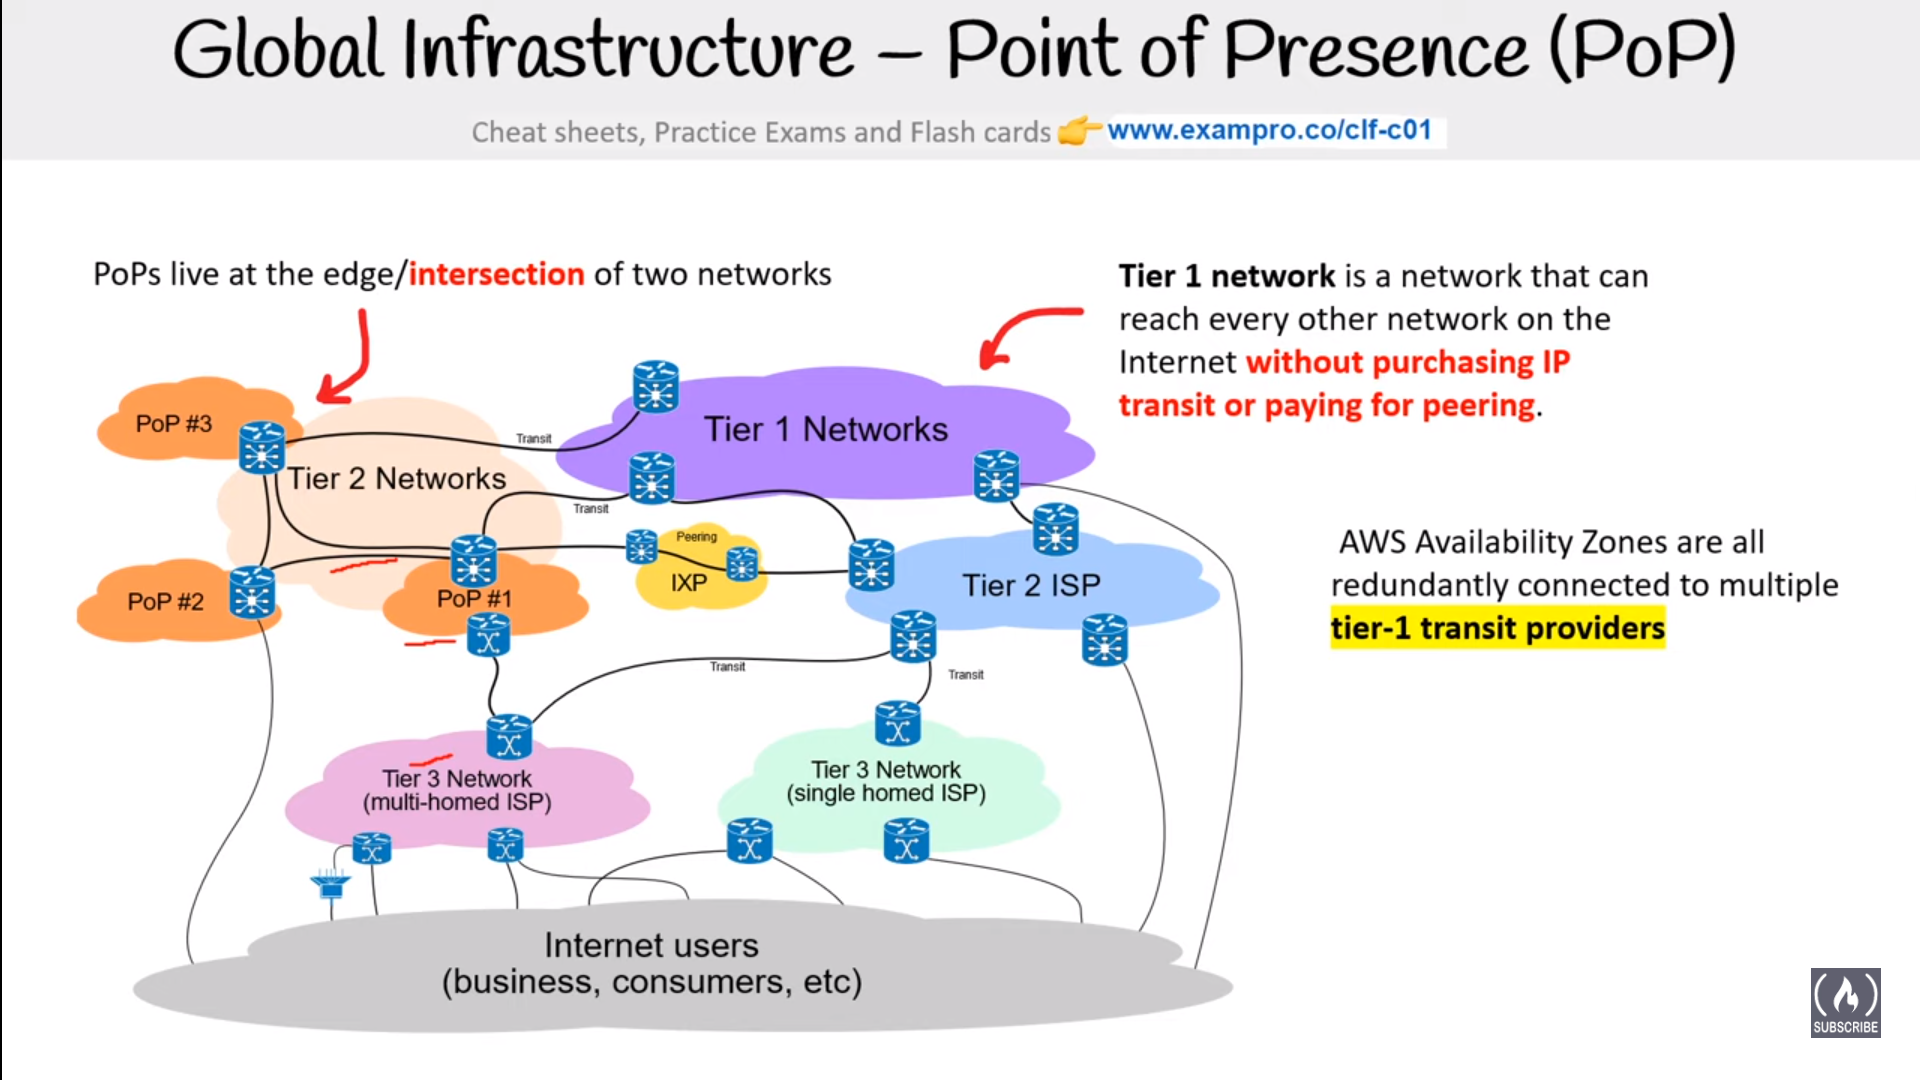 Global Infrastructure – Point of Presence (PoP)
Cheat sheets, Practice Exams and Flash cards 👉 www.exampro.co/clf-c01
PoPs live at the edge/intersection of two networks
Tier 1 network is a network that can
reach every other network on the
Internet without purchasing IP
transit or paying for peering.
AWS Availability Zones are all
redundantly connected to multiple
tier-1 transit providers
PoP #3
Tier 2 Networks
Transit
Tier 1 Networks
Transit
Peering
IXP
Tier 2 ISP
PoP #2
PoP #1
Transit
Transit
Tier 3 Network
(multi-homed ISP)
Tier 3 Network
(single homed ISP)
Internet users
(business, consumers, etc)
SUBSCRIBE